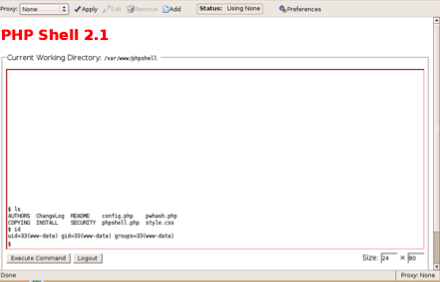 Proxy: None Apply Edit Remove Add Status: Using None Preferences
PHP Shell 2.1
Current Working Directory: /var/www/phpshell
$ ls
AUTHORS ChangeLog README config.php pwhash.php
COPYING INSTALL SECURITY phpshell.php style.css
$ id
uid=33(www-data) gid=33(www-data) groups=33(www-data)
$
Execute Command Logout Size: 24 × 80
Done Proxy: None